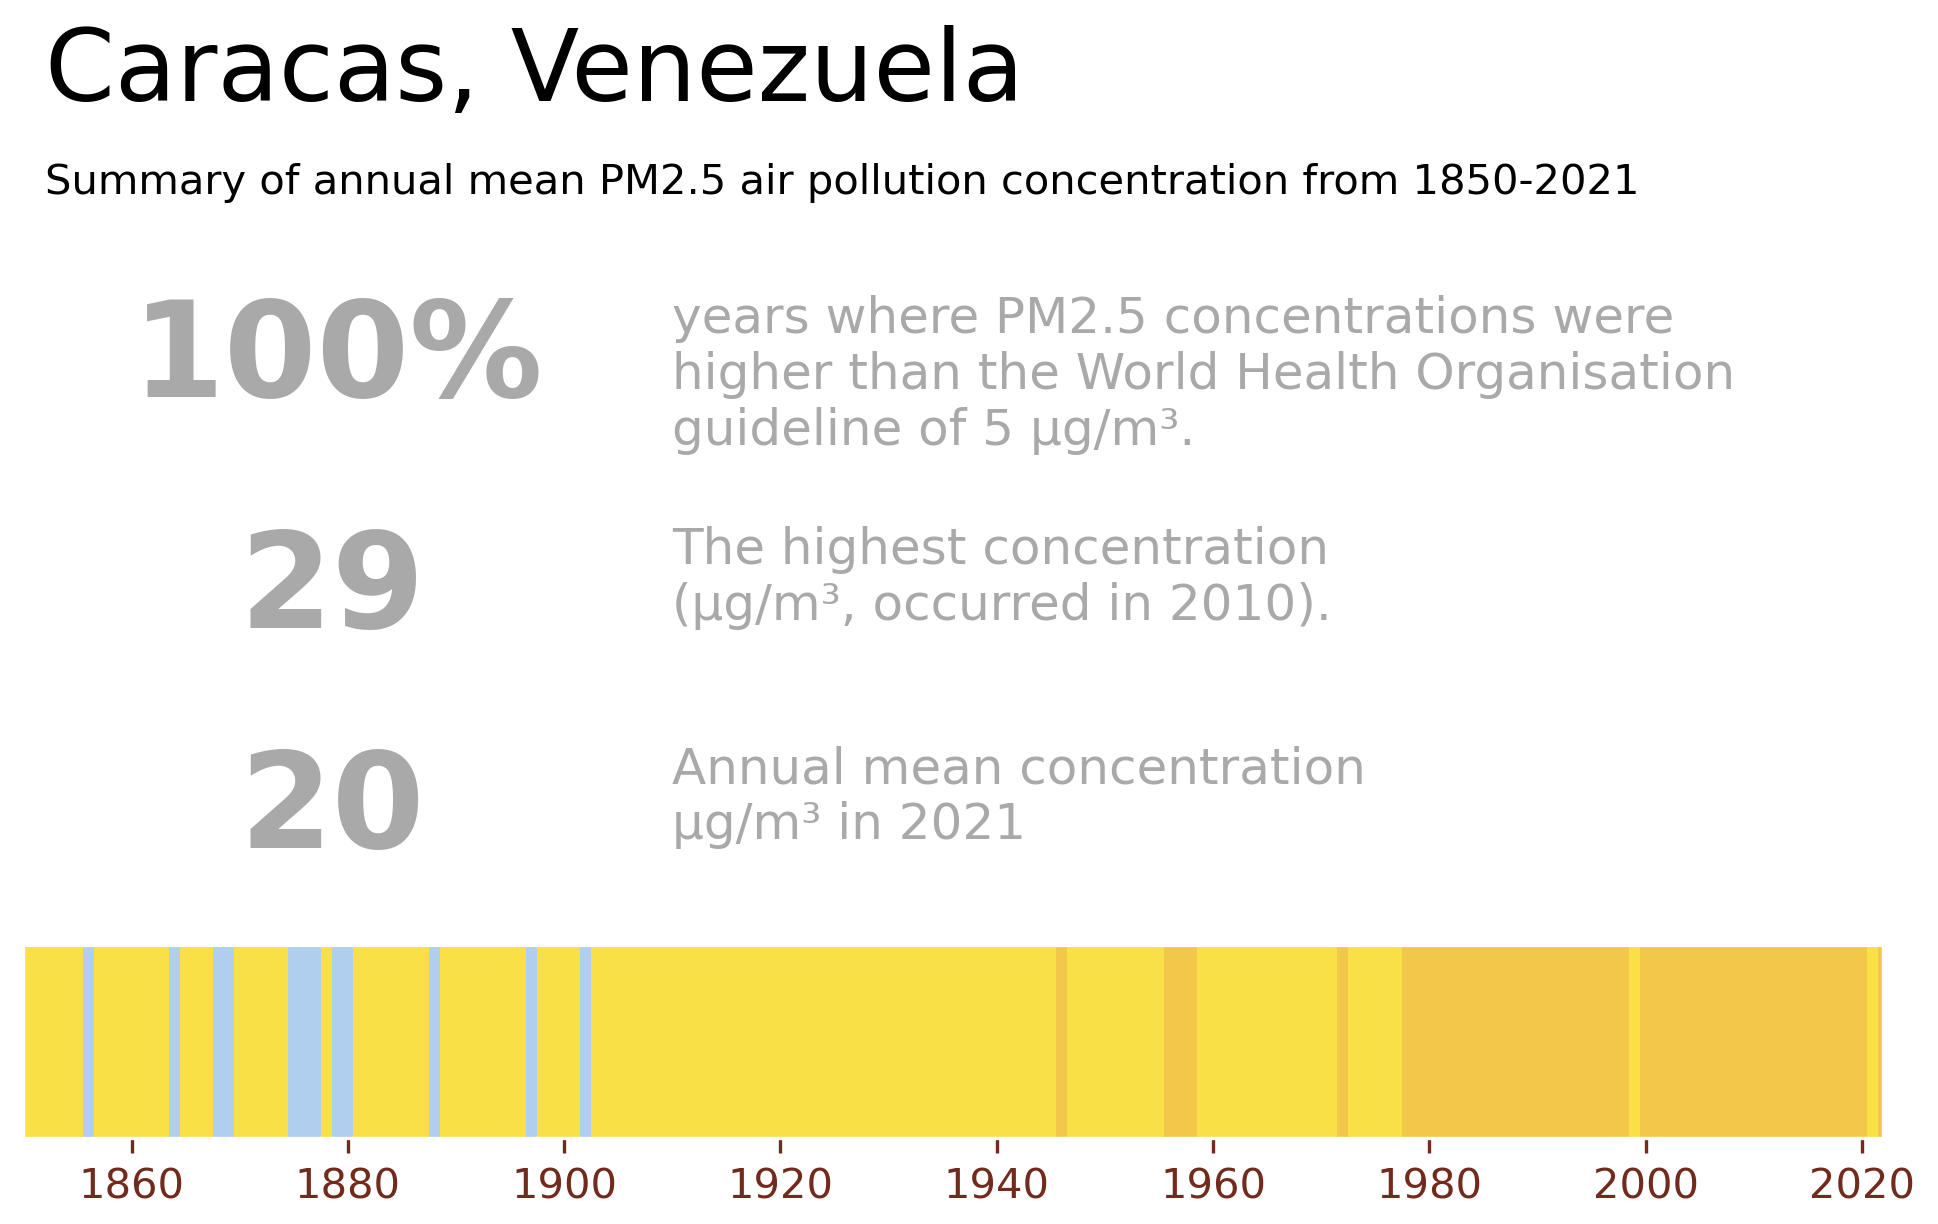 Caracas, Venezuela
Summary of annual mean PM2.5 air pollution concentration from 1850-2021
100%
years where PM2.5 concentrations were
higher than the World Health Organisation
guideline of 5 µg/m³.
29
The highest concentration
(µg/m³, occurred in 2010).
20
Annual mean concentration
µg/m³ in 2021
1860 1880 1900 1920 1940 1960 1980 2000 2020